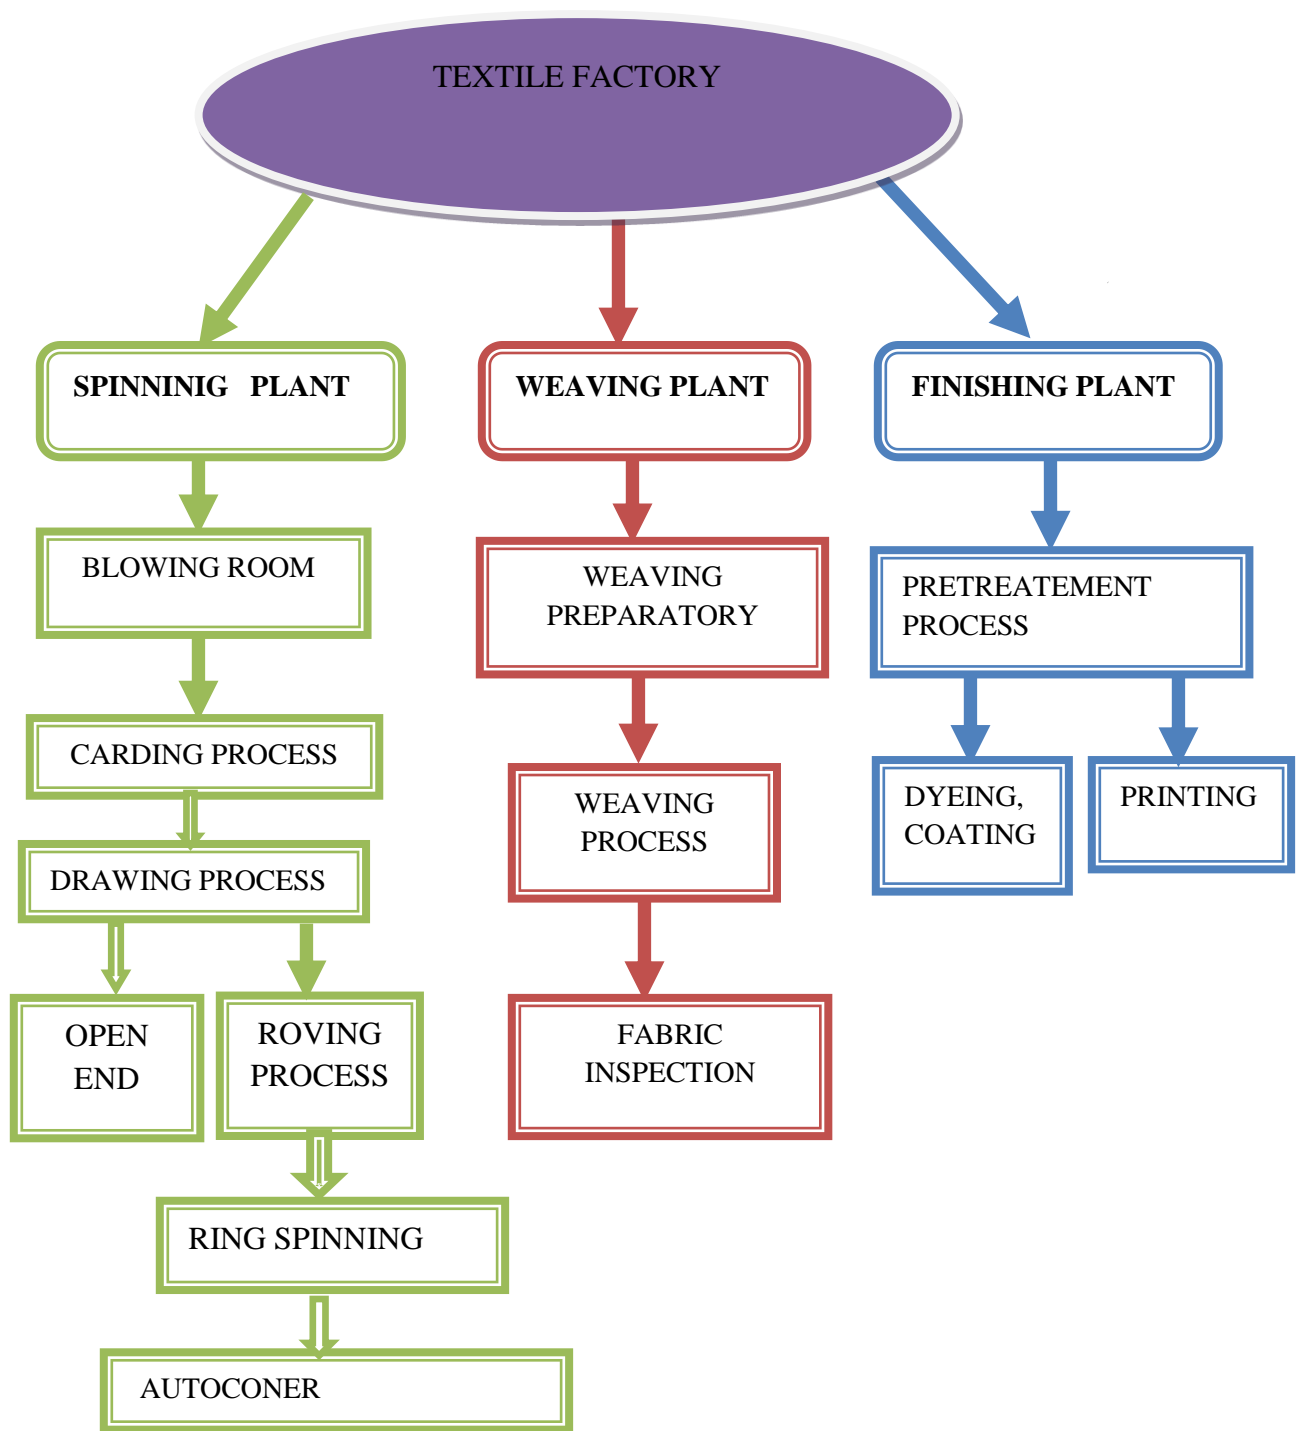 TEXTILE FACTORY
SPINNINIG PLANT
WEAVING PLANT
FINISHING PLANT
BLOWING ROOM
WEAVING
PREPARATORY
PRETREATEMENT
PROCESS
CARDING PROCESS
WEAVING
PROCESS
DYEING,
COATING
PRINTING
DRAWING PROCESS
OPEN
END
ROVING
PROCESS
FABRIC
INSPECTION
RING SPINNING
AUTOCONER